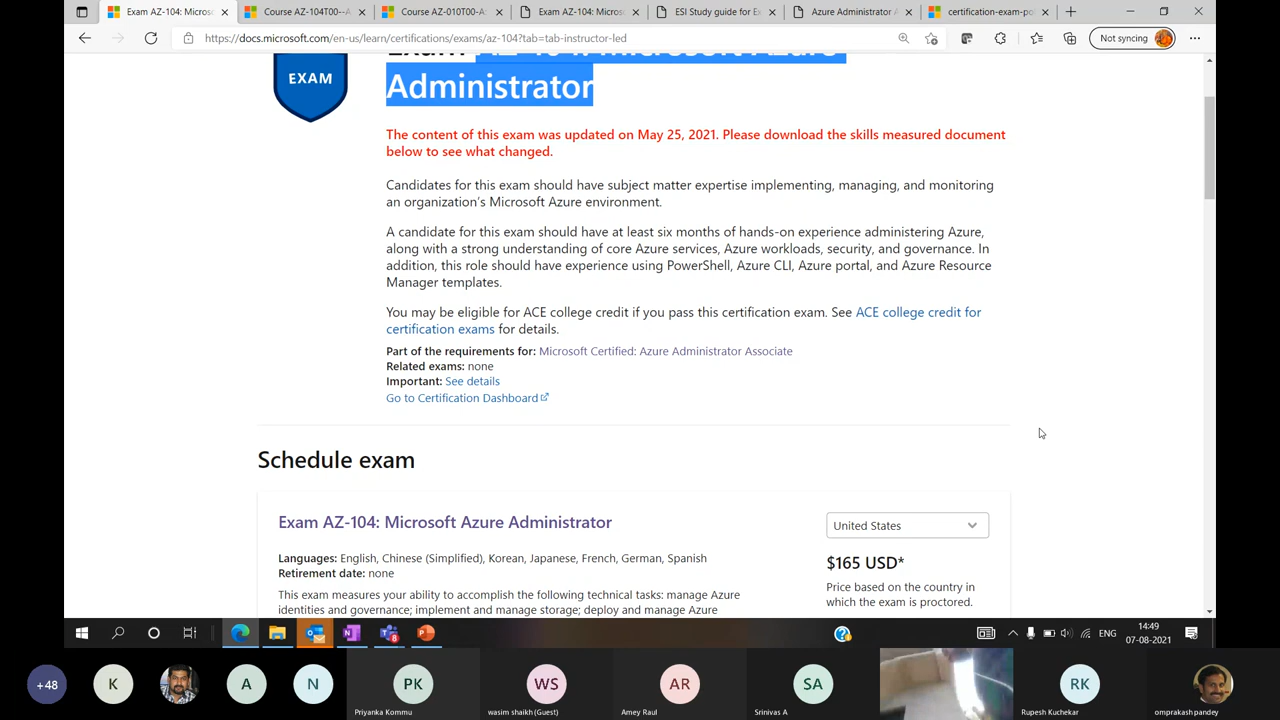 Exam AZ-104: Microso
Course AZ-104T00--A
Course AZ-010T00-A
Exam AZ-104: Microso
ESI Study guide for Ex
Azure Administrator A
certification-exam-po
https://docs.microsoft.com/en-us/learn/certifications/exams/az-104?tab=tab-instructor-led
Not syncing
EXAM
Administrator
The content of this exam was updated on May 25, 2021. Please download the skills measured document
below to see what changed.
Candidates for this exam should have subject matter expertise implementing, managing, and monitoring
an organization's Microsoft Azure environment.
A candidate for this exam should have at least six months of hands-on experience administering Azure,
along with a strong understanding of core Azure services, Azure workloads, security, and governance. In
addition, this role should have experience using PowerShell, Azure CLI, Azure portal, and Azure Resource
Manager templates.
You may be eligible for ACE college credit if you pass this certification exam. See ACE college credit for
certification exams for details.
Part of the requirements for: Microsoft Certified: Azure Administrator Associate
Related exams: none
Important: See details
Go to Certification Dashboard
Schedule exam
Exam AZ-104: Microsoft Azure Administrator
Languages: English, Chinese (Simplified), Korean, Japanese, French, German, Spanish
Retirement date: none
This exam measures your ability to accomplish the following technical tasks: manage Azure
identities and governance; implement and manage storage; deploy and manage Azure
United States
$165 USD*
Price based on the country in
which the exam is proctored.
ENG
14:49
07-08-2021
+48
K
A
N
PK
Priyanka Kommu
WS
wasim shaikh (Guest)
AR
Amey Raul
SA
Srinivas A
RK
Rupesh Kuchekar
omprakash pandey